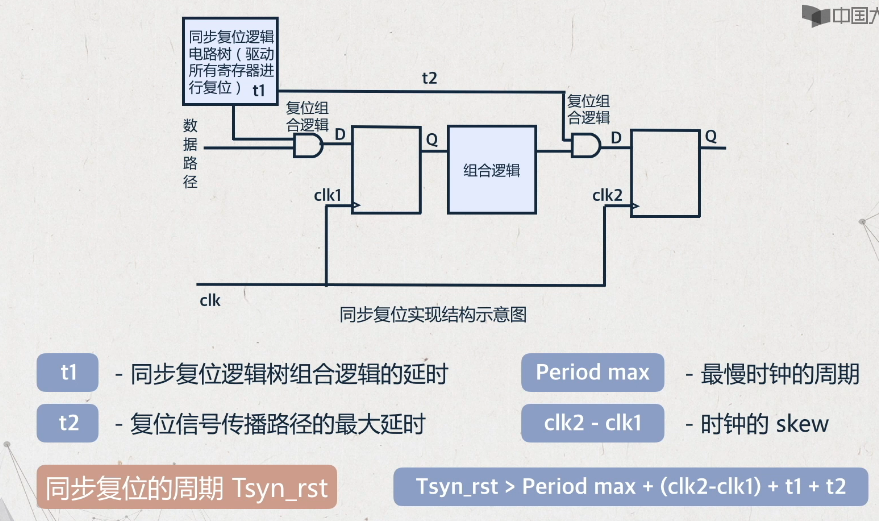 中国大
同步复位逻辑
电路树（驱动
所有寄存器进
行复位） t1
t2
复位组
合逻辑
复位组
合逻辑
数
据
路
径
D
Q
组合逻辑
D
Q
clk1
clk2
clk
同步复位实现结构示意图
t1 - 同步复位逻辑树组合逻辑的延时
Period max - 最慢时钟的周期
t2 - 复位信号传播路径的最大延时
clk2 - clk1 - 时钟的 skew
同步复位的周期 Tsyn_rst
Tsyn_rst > Period max + (clk2-clk1) + t1 + t2